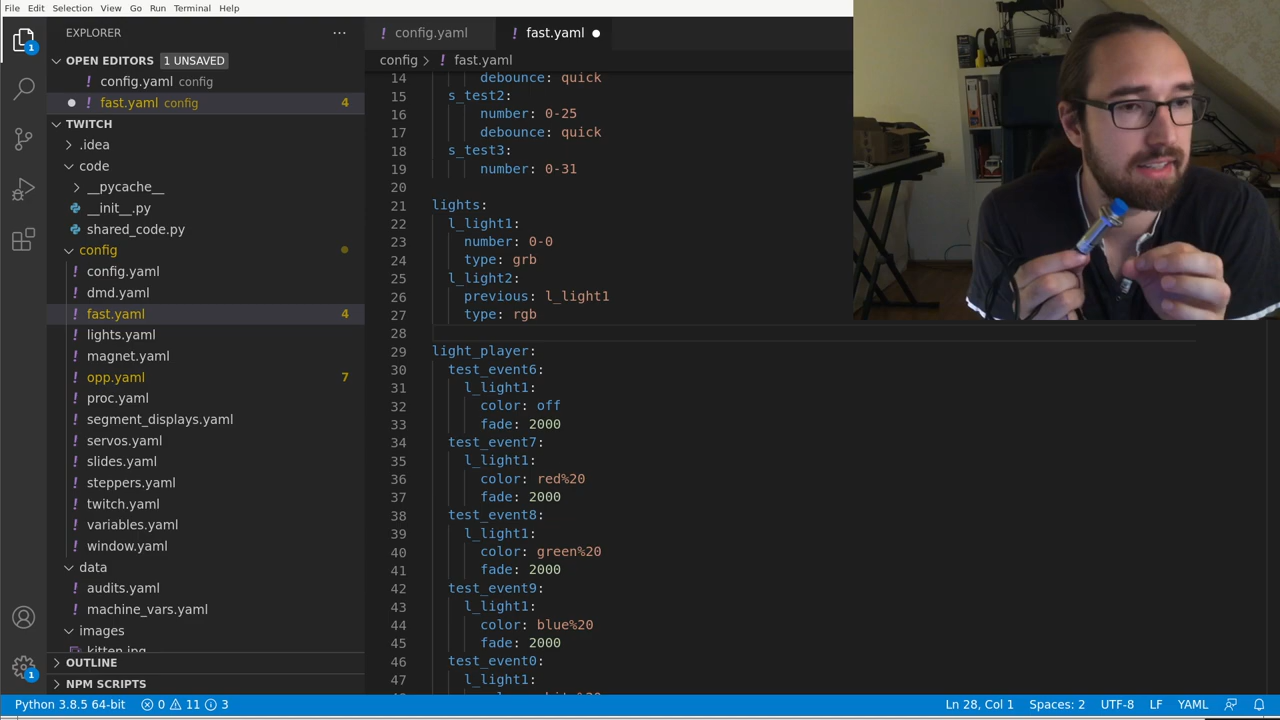 File Edit Selection View Go Run Terminal Help
EXPLORER
OPEN EDITORS 1 UNSAVED
config.yaml config
fast.yaml config 4
TWITCH
.idea
code
__pycache__
__init__.py
shared_code.py
config
config.yaml
dmd.yaml
fast.yaml 4
lights.yaml
magnet.yaml
opp.yaml 7
proc.yaml
segment_displays.yaml
servos.yaml
slides.yaml
steppers.yaml
twitch.yaml
variables.yaml
window.yaml
data
audits.yaml
machine_vars.yaml
images
kitten.jpg
OUTLINE
NPM SCRIPTS
config.yaml fast.yaml
config fast.yaml
14 debounce: quick
15 s_test2:
16 number: 0-25
17 debounce: quick
18 s_test3:
19 number: 0-31
20
21 lights:
22 l_light1:
23 number: 0-0
24 type: grb
25 l_light2:
26 previous: l_light1
27 type: rgb
28
29 light_player:
30 test_event6:
31 l_light1:
32 color: off
33 fade: 2000
34 test_event7:
35 l_light1:
36 color: red%20
37 fade: 2000
38 test_event8:
39 l_light1:
40 color: green%20
41 fade: 2000
42 test_event9:
43 l_light1:
44 color: blue%20
45 fade: 2000
46 test_event0:
47 l_light1:
1
1
Python 3.8.5 64-bit 0 11 3 Ln 28, Col 1 Spaces: 2 UTF-8 LF YAML